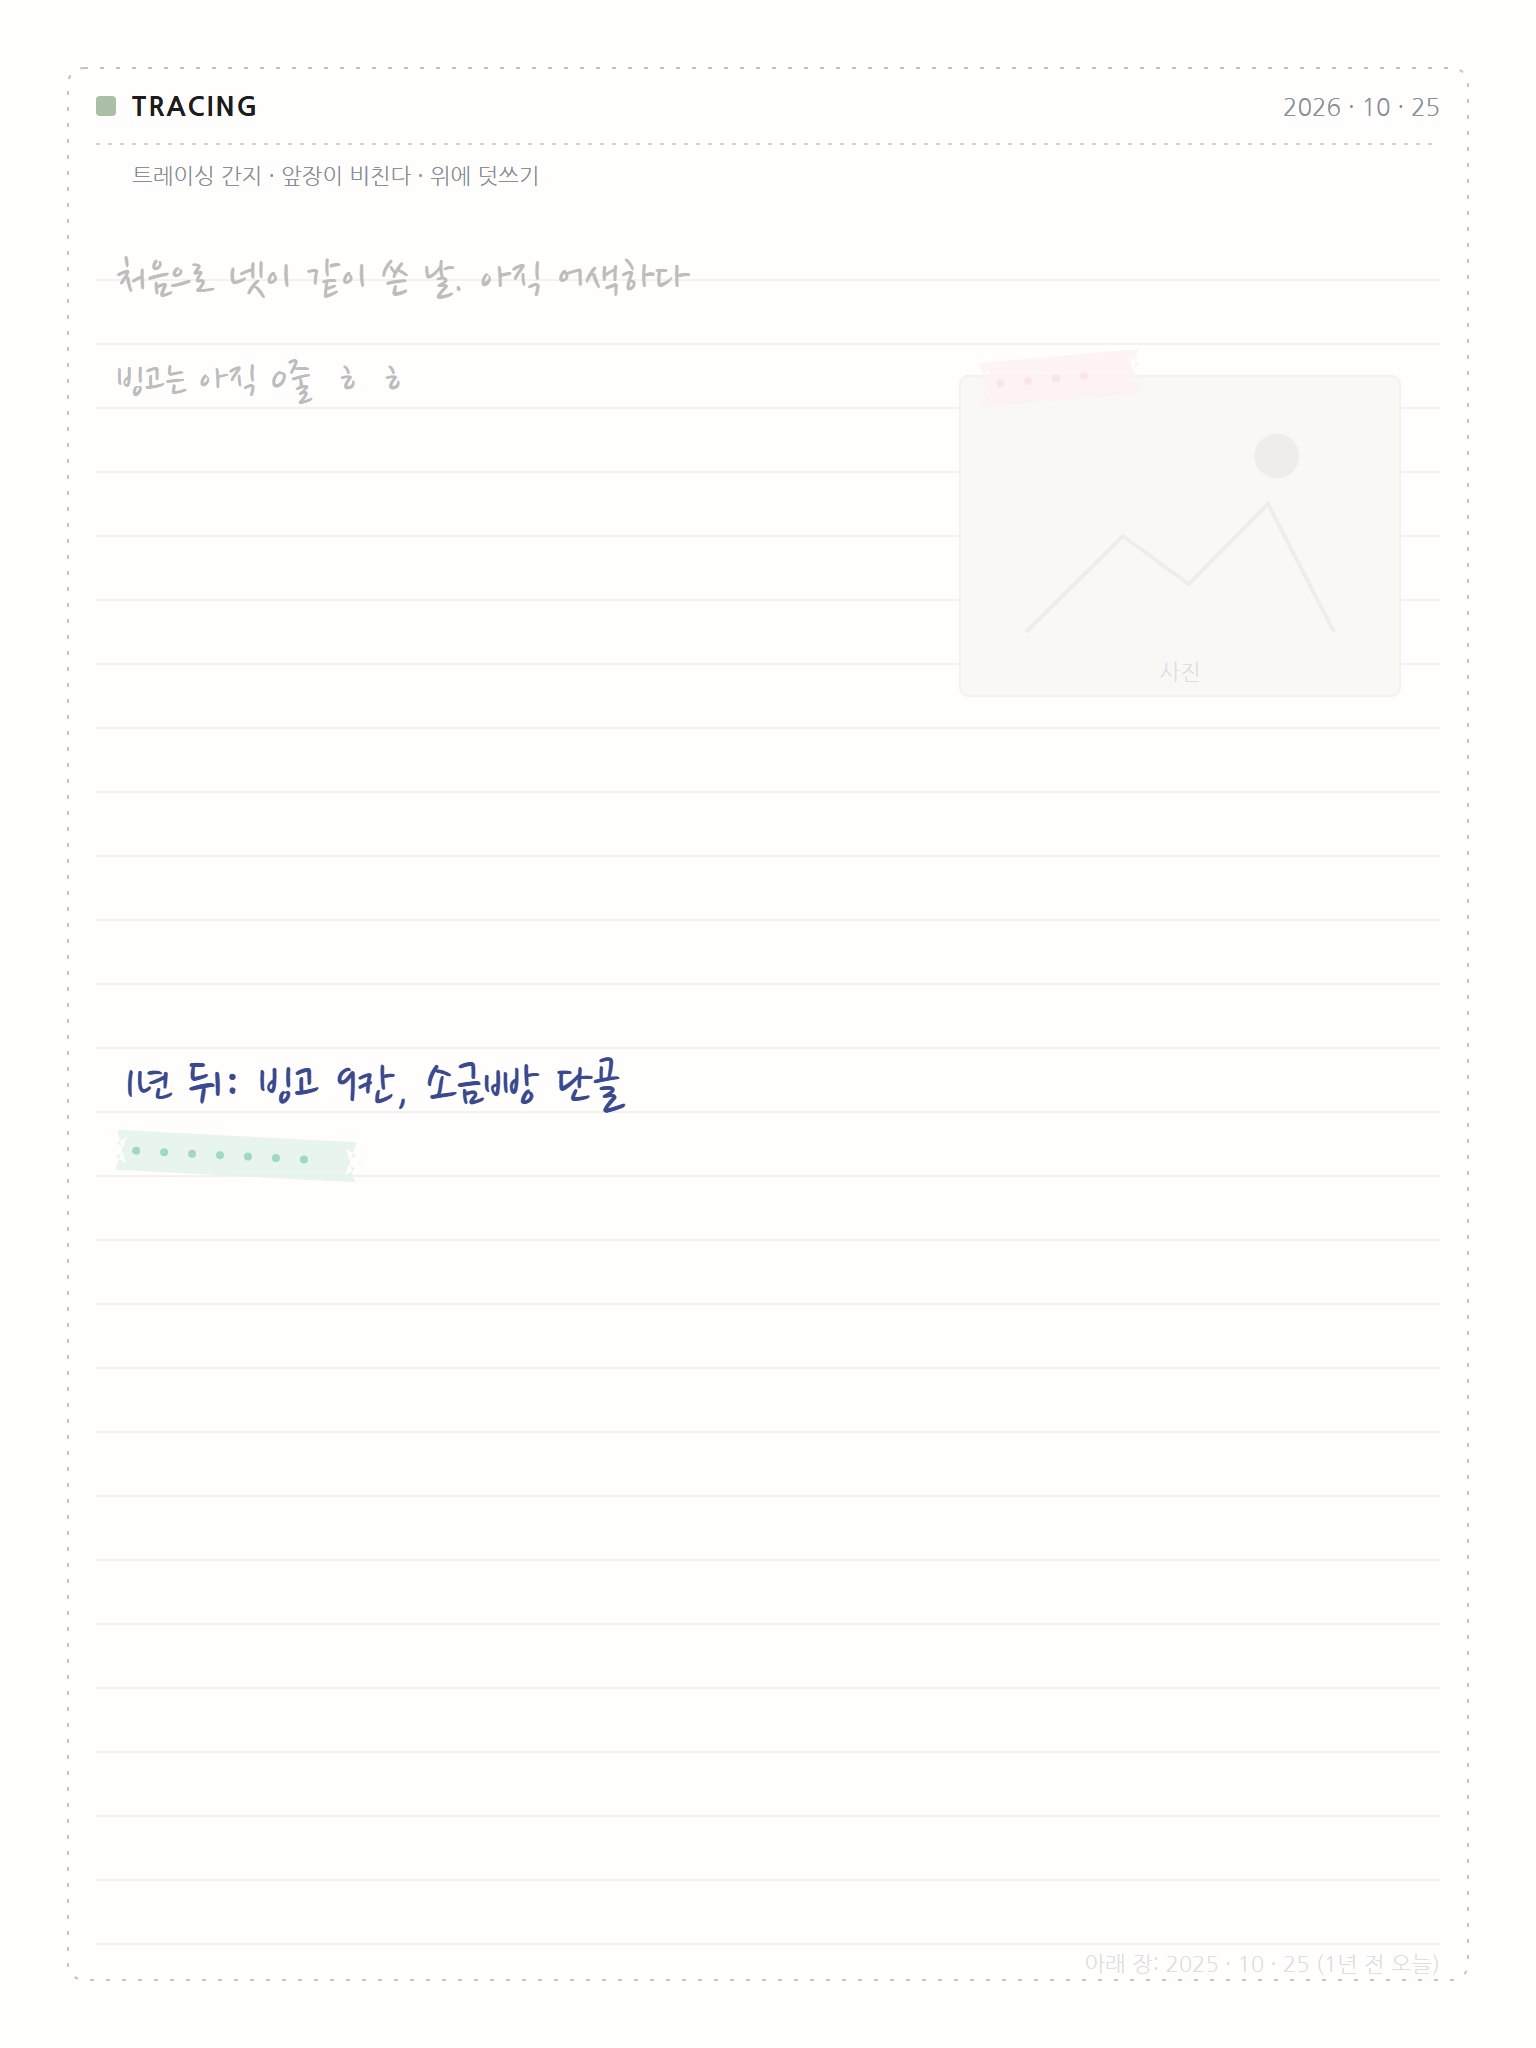 TRACING
2026 · 10 · 25
트레이싱 간지 · 앞장이 비친다 · 위에 덧쓰기
처음으로 넷이 같이 쓴 날. 아직 어색하다
빙고는 아직 0줄 ㅎ ㅎ
사진
1년 뒤: 빙고 9칸, 소금빵 단골
아래 장: 2025 · 10 · 25 (1년 전 오늘)